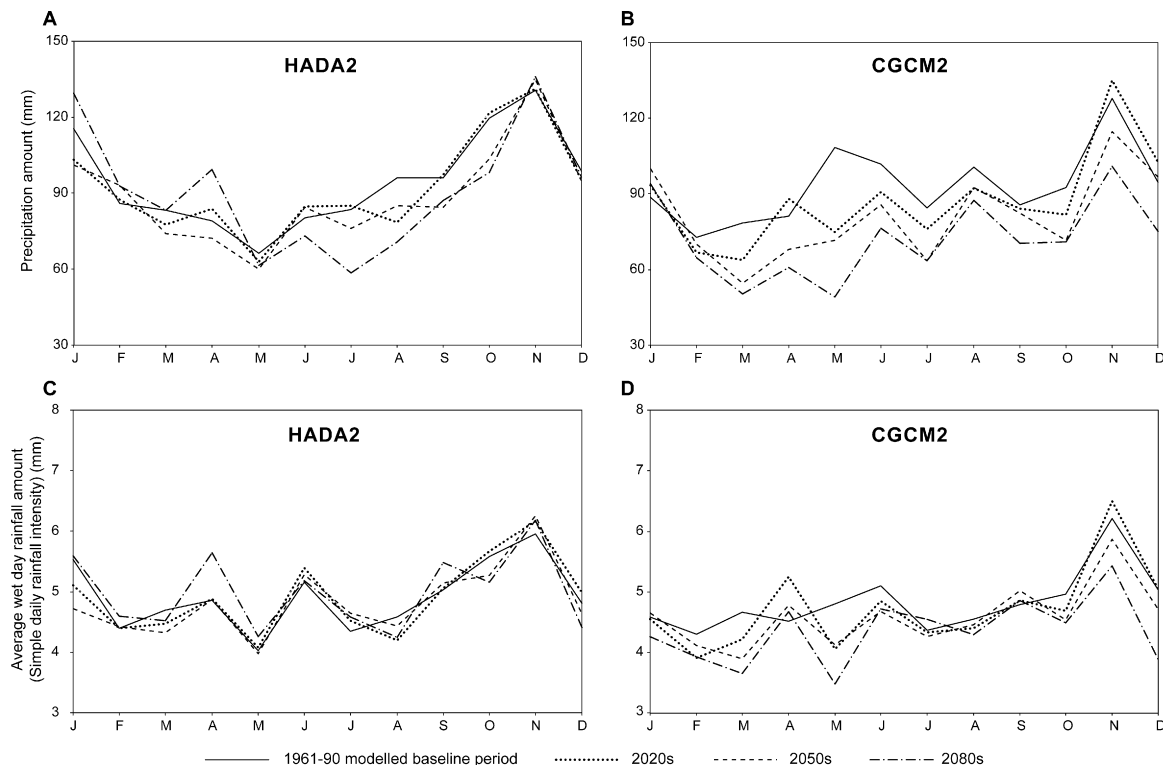 A
150
120
90
60
30
Precipitation amount (mm)
HADA2
J F M A M J J A S O N D
B
150
120
90
60
30
CGCM2
J F M A M J J A S O N D
C
8
7
6
5
4
3
Average wet day rainfall amount
(Simple daily rainfall intensity) (mm)
HADA2
J F M A M J J A S O N D
D
8
7
6
5
4
3
CGCM2
J F M A M J J A S O N D
1961-90 modelled baseline period 2020s 2050s 2080s